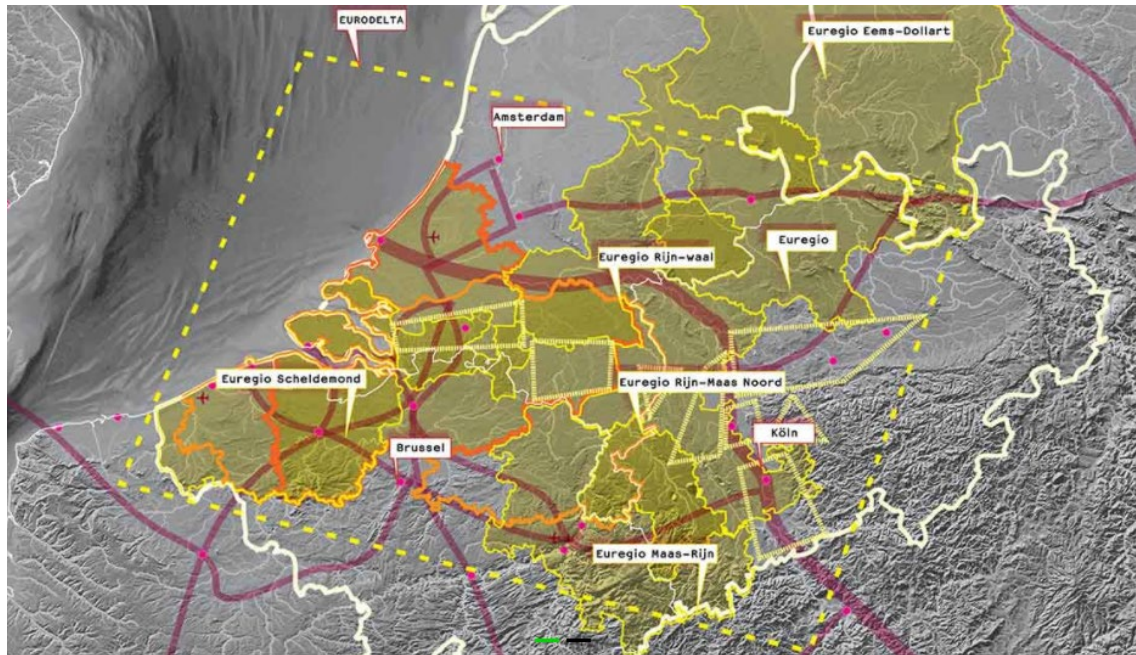 EURODELTA
Euregio Eems-Dollart
Amsterdam
Euregio
Euregio Rijn-waal
Euregio Scheldemond
Euregio Rijn-Maas Noord
Brussel
Köln
Euregio Maas-Rijn